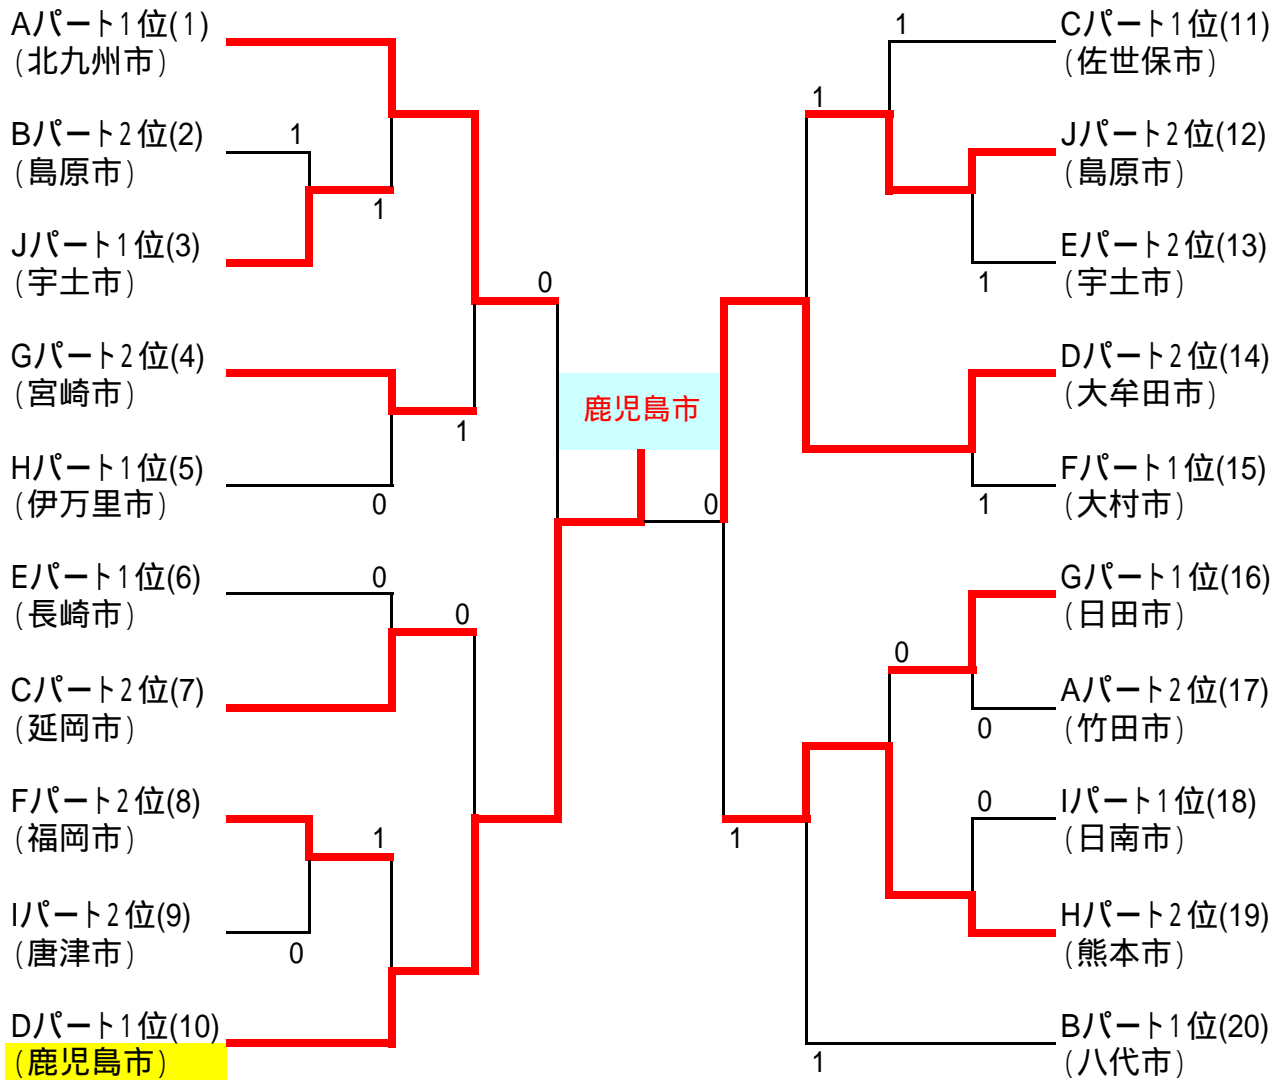 Aパート1位(1)
(北九州市)
Bパート2位(2)
(島原市)
Jパート1位(3)
(宇土市)
Gパート2位(4)
(宮崎市)
Hパート1位(5)
(伊万里市)
Eパート1位(6)
(長崎市)
Cパート2位(7)
(延岡市)
Fパート2位(8)
(福岡市)
Iパート2位(9)
(唐津市)
Dパート1位(10)
(鹿児島市)
1
1
1
0
0
0
1
0
0
鹿児島市
0
1
1
1
1
0
0
0
1
1
Cパート1位(11)
(佐世保市)
Jパート2位(12)
(島原市)
Eパート2位(13)
(宇土市)
Dパート2位(14)
(大牟田市)
Fパート1位(15)
(大村市)
Gパート1位(16)
(日田市)
Aパート2位(17)
(竹田市)
Iパート1位(18)
(日南市)
Hパート2位(19)
(熊本市)
Bパート1位(20)
(八代市)